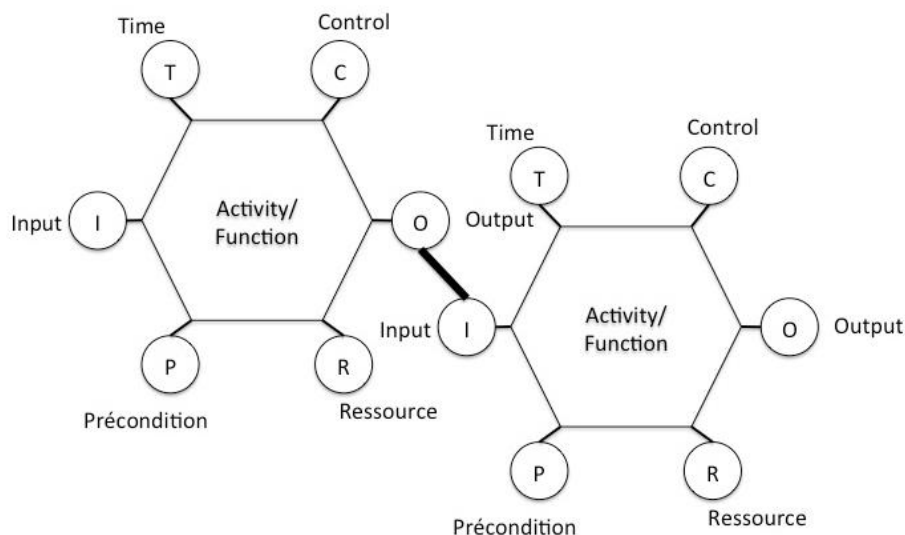 Time
Control
T
C
Input
I
Activity/
Function
O
Output
P
R
Précondition
Ressource
Time
Control
T
C
Input
I
Activity/
Function
O
Output
P
R
Précondition
Ressource